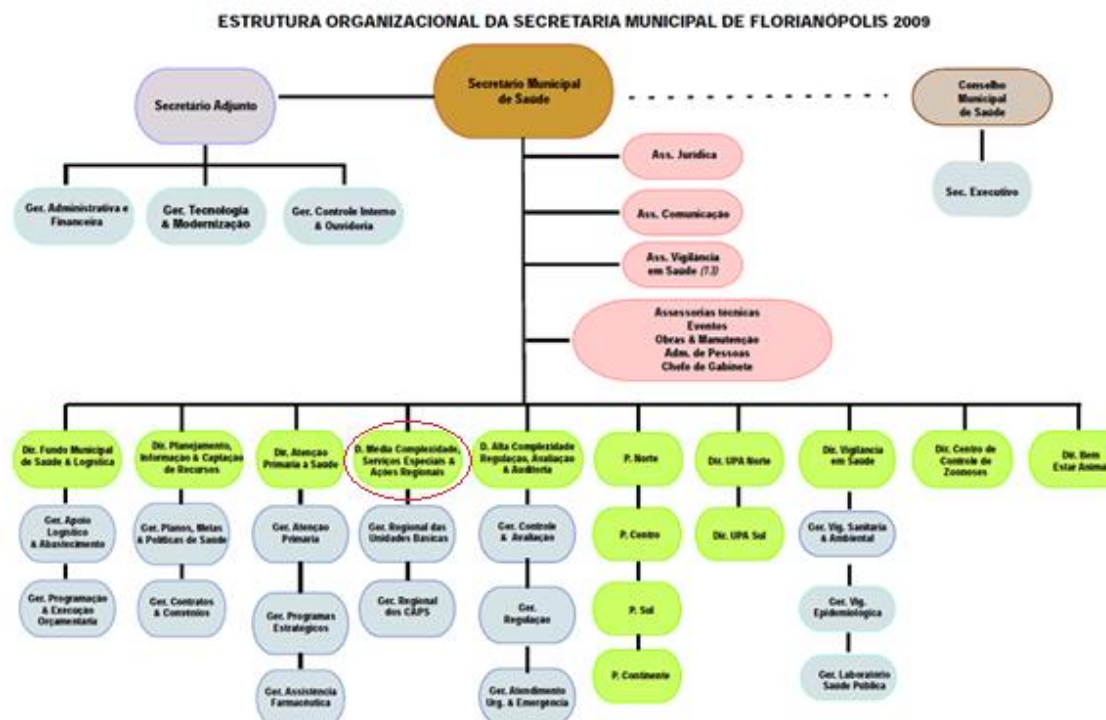 ESTRUTURA ORGANIZACIONAL DA SECRETARIA MUNICIPAL DE FLORIANÓPOLIS 2009
Secretário Adjunto
Secretário Municipal
de Saúde
Conselho
Municipal
de Saúde
Ger. Administrativa e
Financeira
Ger. Tecnologia
& Modernização
Ger. Controle Interno
& Ouvidoria
Ass. Jurídica
Ass. Comunicação
Ass. Vigilância
em Saúde (13)
Assessorias técnicas
Eventos
Obras & Manutenção
Adm. de Pessoas
Chefe de Gabinete
Sec. Executivo
Dir. Fundo Municipal
de Saúde & Logística
Dir. Planejamento,
Informação & Captação
de Recursos
Dir. Atenção
Primária à Saúde
D. Média Complexidade,
Serviços Especiais &
Ações Regionais
D. Alta Complexidade
Regulação, Avaliação
& Auditoria
P. Norte
Dir. UPA Norte
Dir. Vigilância
em Saúde
Dir. Centro de
Controle de
Zoonoses
Dir. Bem
Estar Animal
Ger. Apoio
Logístico
& Abastecimento
Ger. Planos, Metas
& Políticas de Saúde
Ger. Atenção
Primária
Ger. Regional das
Unidades Básicas
Ger. Controle
& Avaliação
P. Centro
Dir. UPA Sul
Ger. Vig. Sanitária
& Ambiental
Ger. Programação
& Execução
Orçamentária
Ger. Contratos
& Convênios
Ger. Programas
Estratégicos
Ger. Regional
dos CAPS
Ger.
Regulação
P. Sul
Ger. Vig.
Epidemiológica
Ger. Assistência
Farmacêutica
Ger. Atendimento
Urg. & Emergência
P. Continente
Ger. Laboratório
Saúde Pública